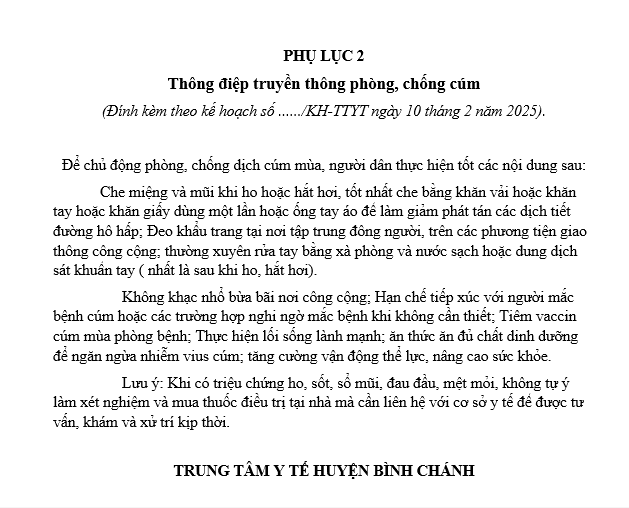 PHỤ LỤC 2
Thông điệp truyền thông phòng, chống cúm
(Đính kèm theo kế hoạch số ....../KH-TTYT ngày 10 tháng 2 năm 2025).
Để chủ động phòng, chống dịch cúm mùa, người dân thực hiện tốt các nội dung sau:
Che miệng và mũi khi ho hoặc hắt hơi, tốt nhất che bằng khăn vải hoặc khăn
tay hoặc khăn giấy dùng một lần hoặc ống tay áo để làm giảm phát tán các dịch tiết
đường hô hấp; Đeo khẩu trang tại nơi tập trung đông người, trên các phương tiện giao
thông công cộng; thường xuyên rửa tay bằng xà phòng và nước sạch hoặc dung dịch
sát khuẩn tay ( nhất là sau khi ho, hắt hơi).
Không khạc nhổ bừa bãi nơi công cộng; Hạn chế tiếp xúc với người mắc
bệnh cúm hoặc các trường hợp nghi ngờ mắc bệnh khi không cần thiết; Tiêm vaccin
cúm mùa phòng bệnh; Thực hiện lối sống lành mạnh; ăn thức ăn đủ chất dinh dưỡng
để ngăn ngừa nhiễm vius cúm; tăng cường vận động thể lực, nâng cao sức khỏe.
Lưu ý: Khi có triệu chứng ho, sốt, sổ mũi, đau đầu, mệt mỏi, không tự ý
làm xét nghiệm và mua thuốc điều trị tại nhà mà cần liên hệ với cơ sở y tế để được tư
vấn, khám và xử trí kịp thời.
TRUNG TÂM Y TẾ HUYỆN BÌNH CHÁNH